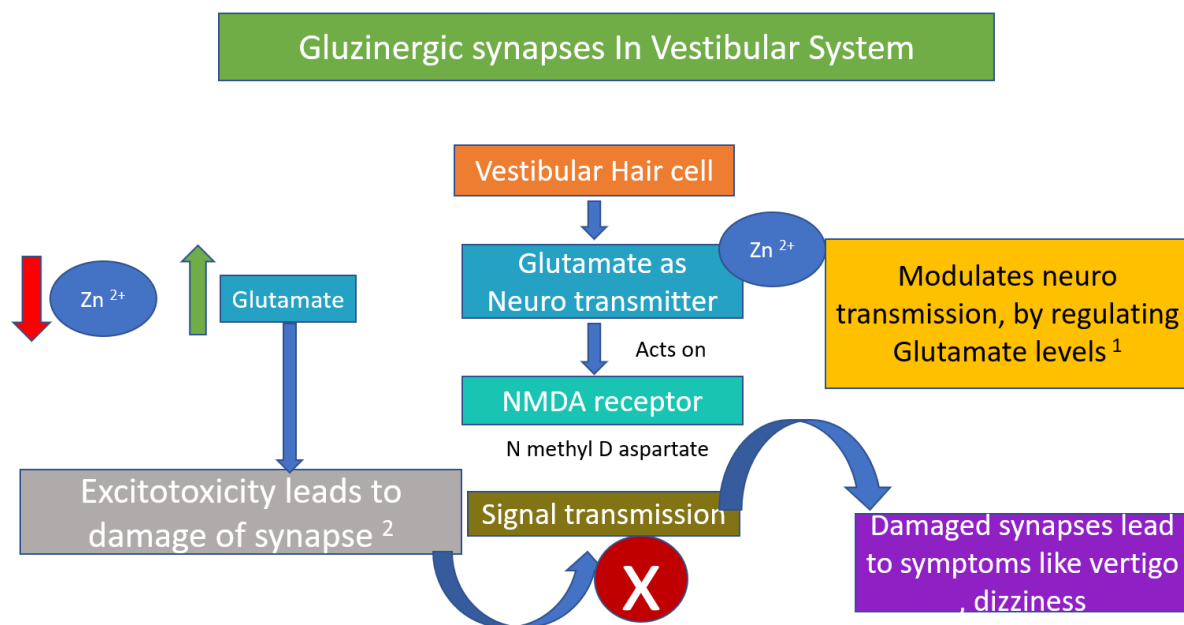 Gluzinergic synapses In Vestibular System
Vestibular Hair cell
Zn 2+
Glutamate
Glutamate as
Neuro transmitter
Zn 2+
Modulates neuro
transmission, by regulating
Glutamate levels 1
Acts on
NMDA receptor
N methyl D aspartate
Excitotoxicity leads to
damage of synapse 2
Signal transmission
X
Damaged synapses lead
to symptoms like vertigo
, dizziness